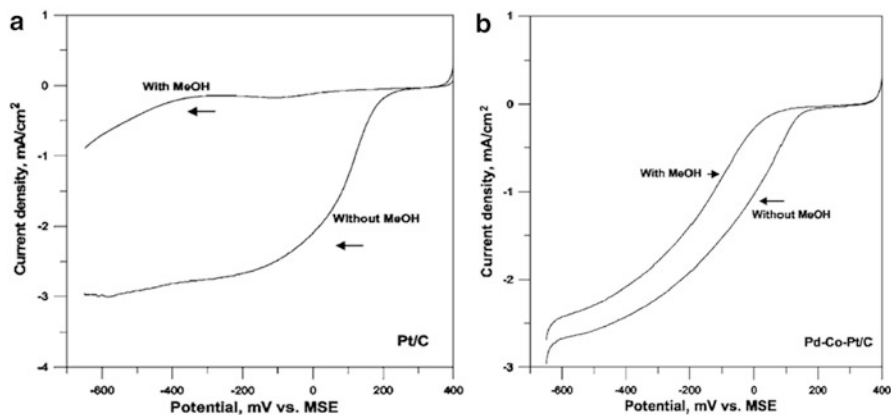 a
1
0
-1
-2
-3
-4
Current density, mA/cm²
With MeOH
Without MeOH
Pt/C
-600
-400
-200
0
200
400
Potential, mV vs. MSE
b
1
0
-1
-2
-3
Current density, mA/cm²
With MeOH
Without MeOH
Pd-Co-Pt/C
-600
-400
-200
0
200
400
Potential, mV vs. MSE